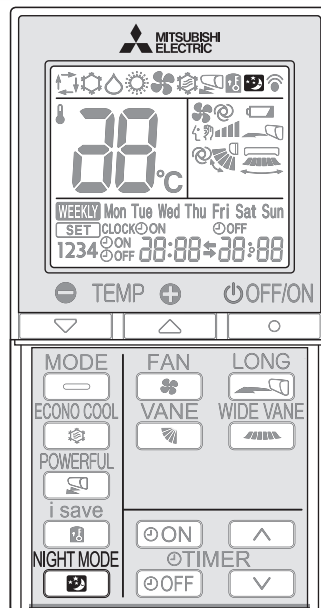 MITSUBISHI
ELECTRIC
88°C
WEEKLY Mon Tue Wed Thu Fri Sat Sun
SET CLOCK ON OFF
1234 ON OFF 88:88 88:88
TEMP OFF/ON
MODE FAN LONG
ECONO COOL VANE WIDE VANE
POWERFUL
i save
ON
NIGHT MODE TIMER
OFF